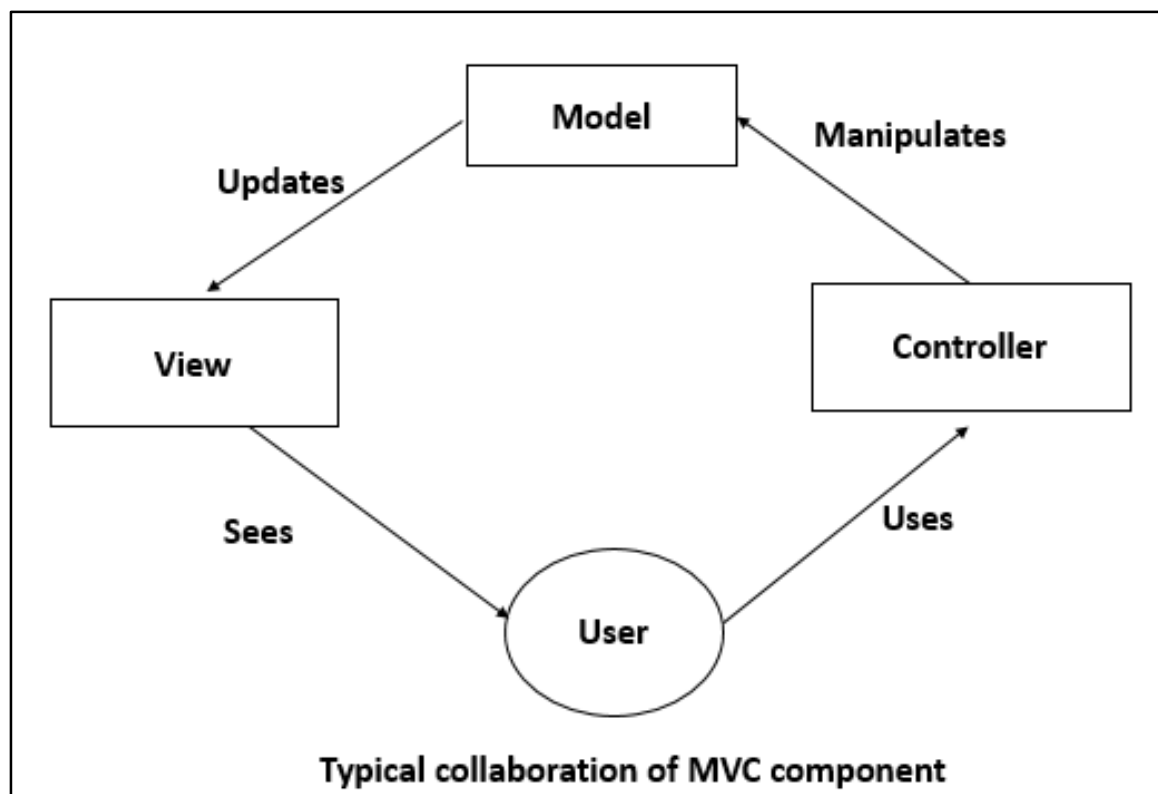 Model
Manipulates
Updates
View
Controller
Sees
Uses
User
Typical collaboration of MVC component